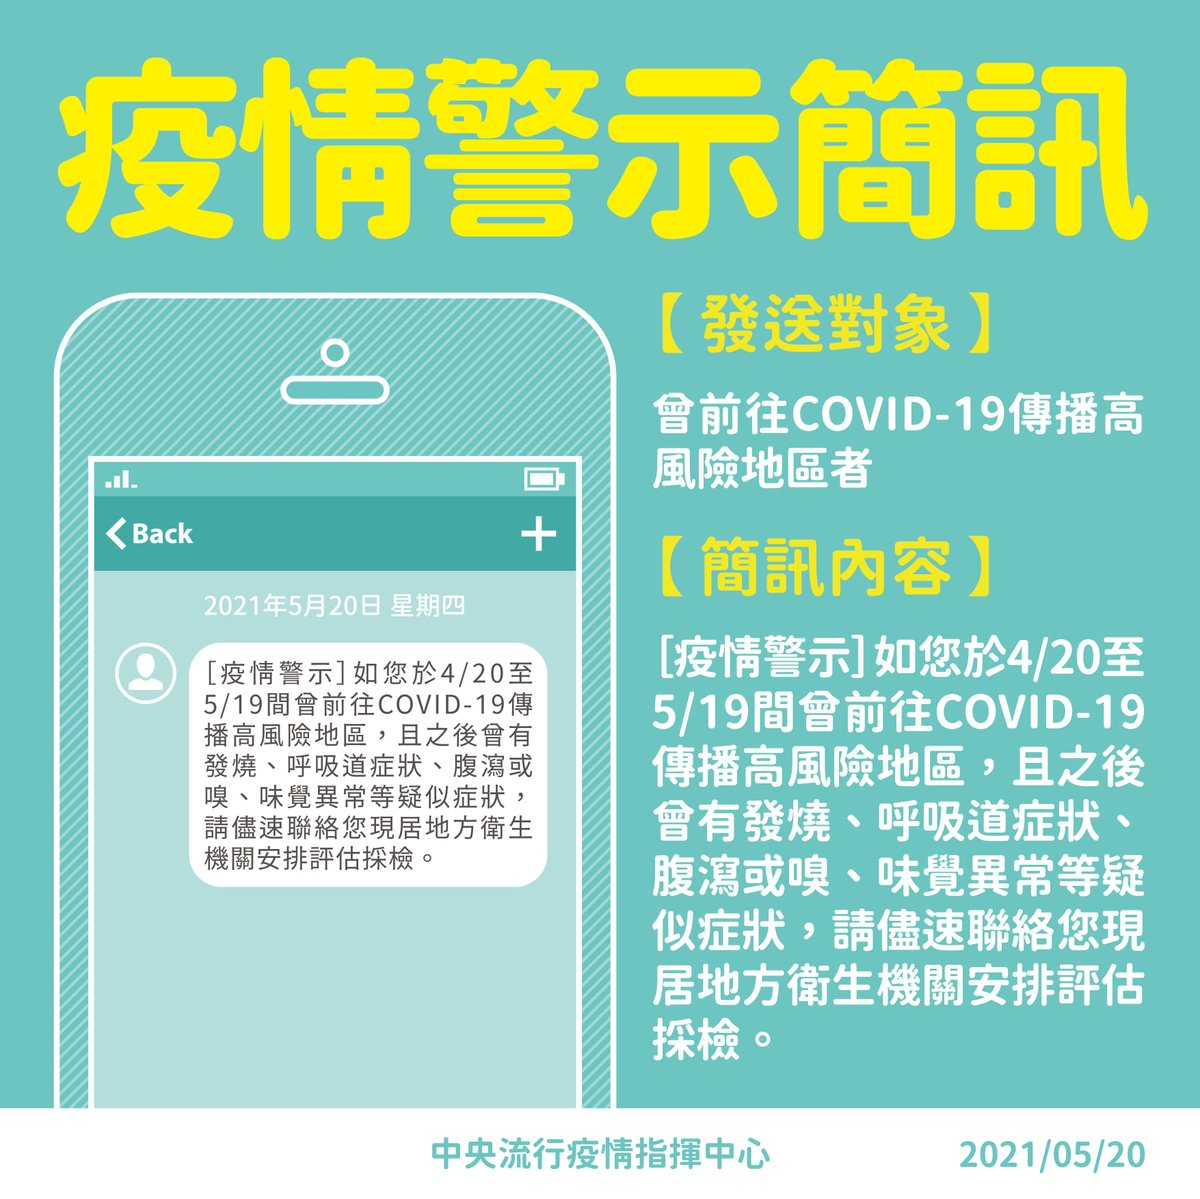 疫情警示簡訊
【發送對象】
曾前往COVID-19傳播高
風險地區者
【簡訊內容】
[疫情警示]如您於4/20至
5/19間曾前往COVID-19
傳播高風險地區，且之後
曾有發燒、呼吸道症狀、
腹瀉或嗅、味覺異常等疑
似症狀，請儘速聯絡您現
居地方衛生機關安排評估
採檢。
Back
2021年5月20日 星期四
[疫情警示]如您於4/20至
5/19間曾前往COVID-19傳
播高風險地區，且之後曾有
發燒、呼吸道症狀、腹瀉或
嗅、味覺異常等疑似症狀，
請儘速聯絡您現居地方衛生
機關安排評估採檢。
中央流行疫情指揮中心
2021/05/20